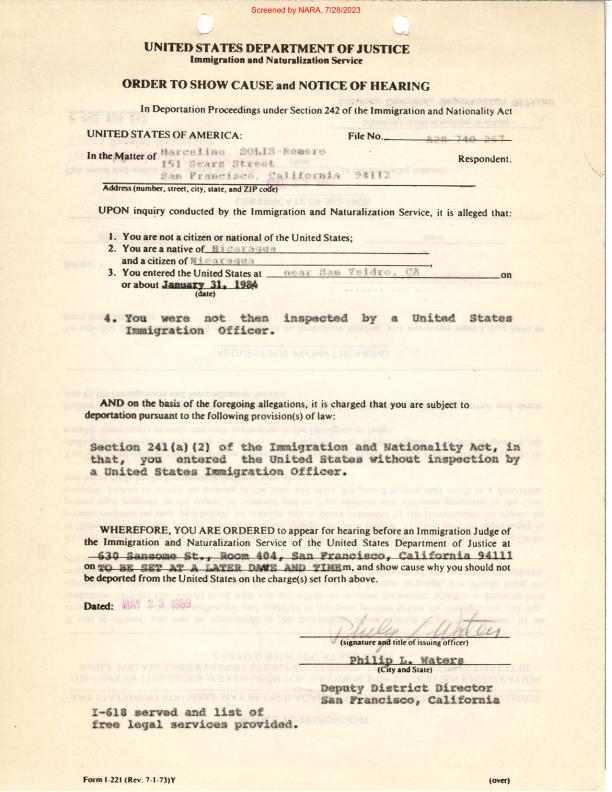 Screened by NARA, 7/28/2023
UNITED STATES DEPARTMENT OF JUSTICE
Immigration and Naturalization Service
ORDER TO SHOW CAUSE and NOTICE OF HEARING
In Deportation Proceedings under Section 242 of the Immigration and Nationality Act
UNITED STATES OF AMERICA: File No. A28 740 267
In the Matter of Marcelino SOLIS-Romero
151 Sears Street Respondent.
San Francisco, California 94112
Address (number, street, city, state, and ZIP code)
UPON inquiry conducted by the Immigration and Naturalization Service, it is alleged that:
1. You are not a citizen or national of the United States;
2. You are a native of Nicaragua
and a citizen of Nicaragua,
3. You entered the United States at near San Ysidro, CA on
or about January 31, 1984
(date)
4. You were not then inspected by a United States
Immigration Officer.
AND on the basis of the foregoing allegations, it is charged that you are subject to
deportation pursuant to the following provision(s) of law:
Section 241(a)(2) of the Immigration and Nationality Act, in
that, you entered the United States without inspection by
a United States Immigration Officer.
WHEREFORE, YOU ARE ORDERED to appear for hearing before an Immigration Judge of
the Immigration and Naturalization Service of the United States Department of Justice at
630 Sansome St., Room 404, San Francisco, California 94111
on TO BE SET AT A LATER DATE AND TIME m, and show cause why you should not
be deported from the United States on the charge(s) set forth above.
Dated: MAY 23 1989
Philip L Waters
(signature and title of issuing officer)
Philip L. Waters
(City and State)
Deputy District Director
San Francisco, California
I-618 served and list of
free legal services provided.
Form I-221 (Rev. 7-1-73)Y (over)